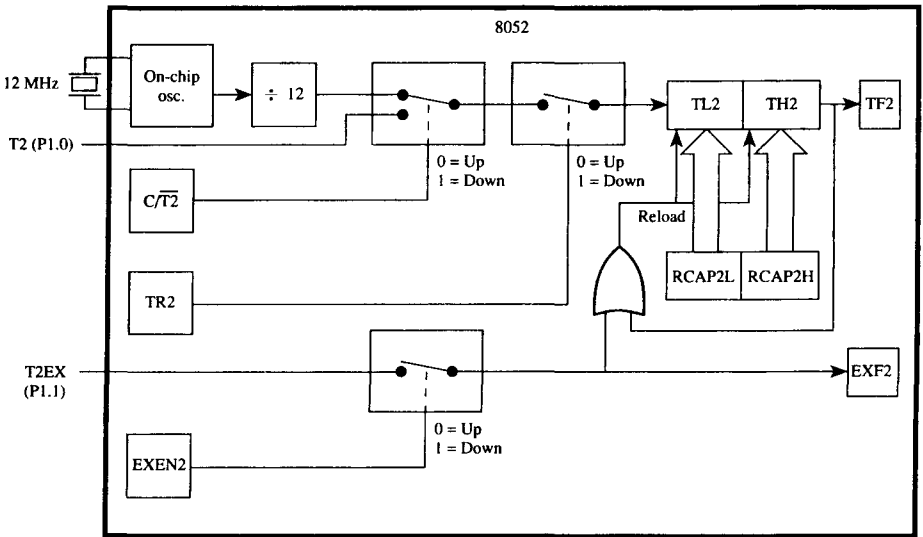 8052
12 MHz
On-chip
osc.
÷ 12
TL2
TH2
TF2
T2 (P1.0)
0 = Up
1 = Down
0 = Up
1 = Down
C/T̅2̅
Reload
RCAP2L
RCAP2H
TR2
T2EX
(P1.1)
EXF2
0 = Up
1 = Down
EXEN2